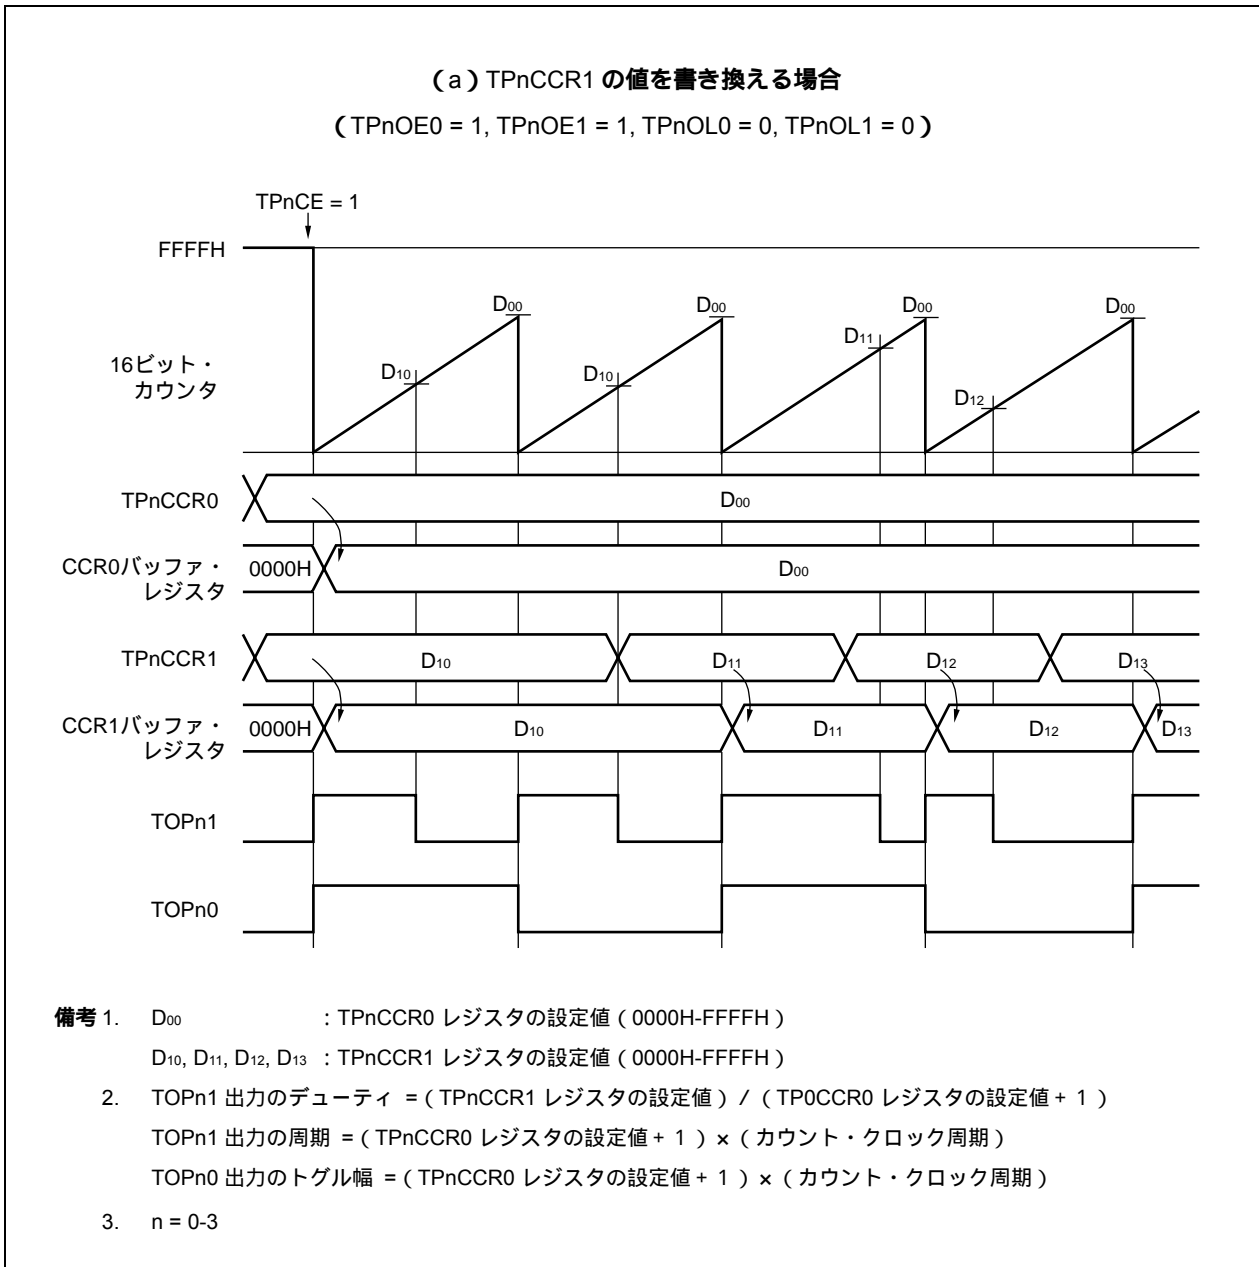 （a）TPnCCR1 の値を書き換える場合
（TPnOE0 = 1, TPnOE1 = 1, TPnOL0 = 0, TPnOL1 = 0）
TPnCE = 1
FFFFH
D00 D00 D00 D00
D11
D10 D10
D12
16ビット・
カウンタ
TPnCCR0
D00
CCR0バッファ・
レジスタ
0000H D00
TPnCCR1
D10 D11 D12 D13
CCR1バッファ・
レジスタ
0000H D10 D11 D12 D13
TOPn1
TOPn0
備考 1. D00 : TPnCCR0 レジスタの設定値（0000H-FFFFH）
D10, D11, D12, D13 : TPnCCR1 レジスタの設定値（0000H-FFFFH）
2. TOPn1 出力のデューティ =（TPnCCR1 レジスタの設定値）/（TP0CCR0 レジスタの設定値+ 1）
TOPn1 出力の周期 =（TPnCCR0 レジスタの設定値+ 1）×（カウント・クロック周期）
TOPn0 出力のトグル幅 =（TPnCCR0 レジスタの設定値+ 1）×（カウント・クロック周期）
3. n = 0-3